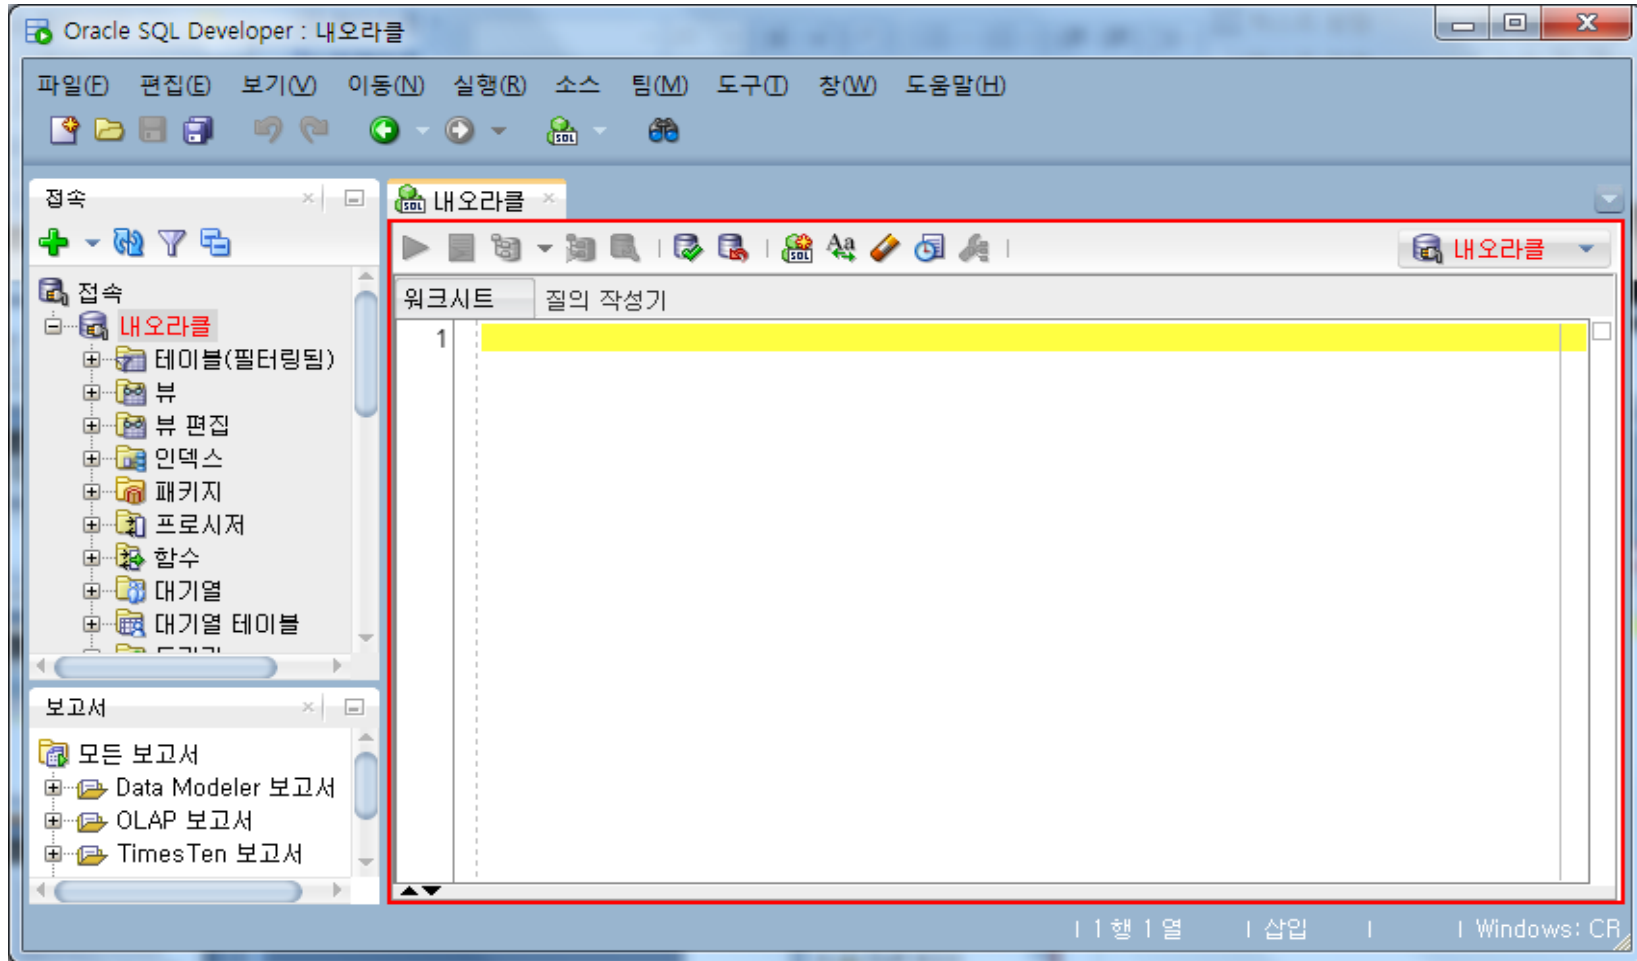 Oracle SQL Developer : 내오라클
파일(F) 편집(E) 보기(V) 이동(N) 실행(R) 소스 팀(M) 도구(T) 창(W) 도움말(H)
접속
내오라클
내오라클
워크시트 질의 작성기
1
접속
내오라클
테이블(필터링됨)
뷰
뷰 편집
인덱스
패키지
프로시저
함수
대기열
대기열 테이블
보고서
모든 보고서
Data Modeler 보고서
OLAP 보고서
TimesTen 보고서
1 행 1 열 삽입 Windows: CR